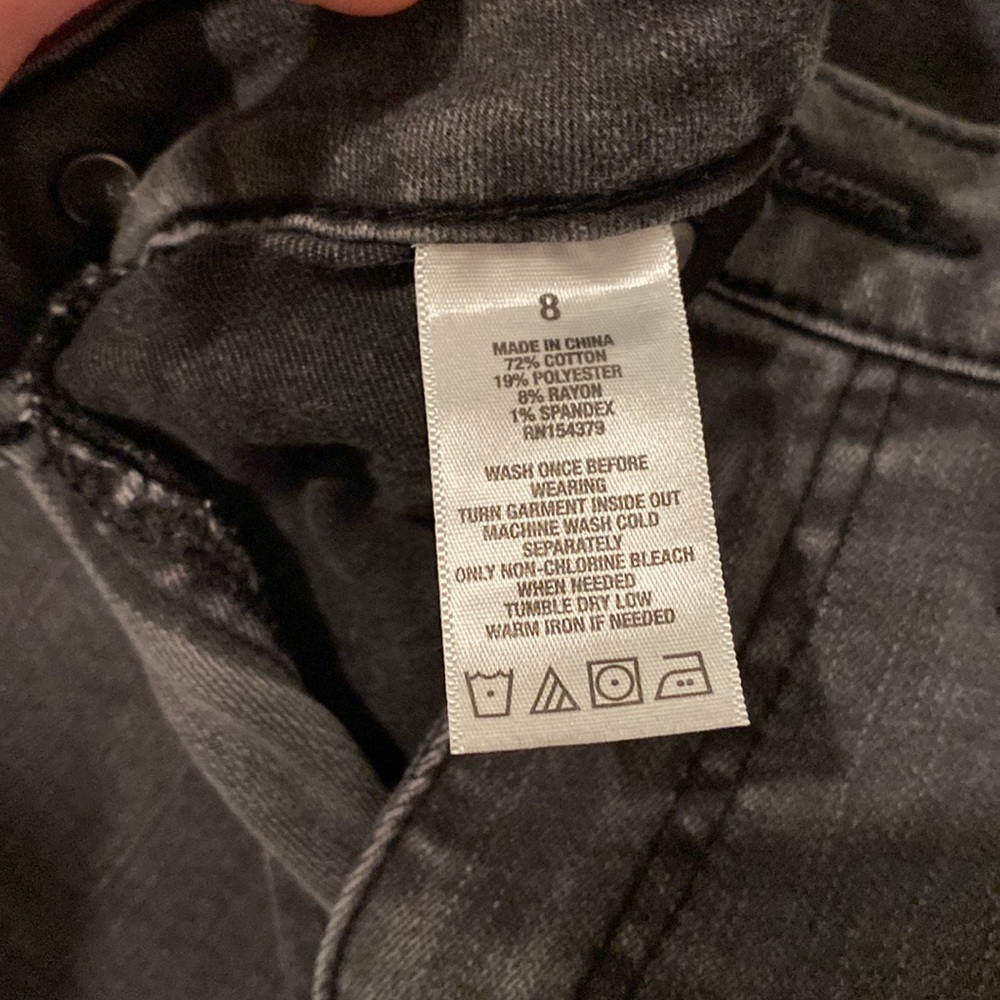 8
MADE IN CHINA
72% COTTON
19% POLYESTER
8% RAYON
1% SPANDEX
RN154379
WASH ONCE BEFORE
WEARING
TURN GARMENT INSIDE OUT
MACHINE WASH COLD
SEPARATELY
ONLY NON-CHLORINE BLEACH
WHEN NEEDED
TUMBLE DRY LOW
WARM IRON IF NEEDED